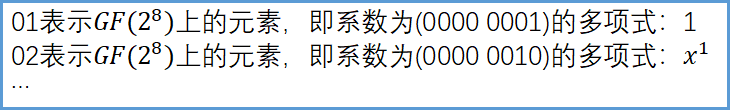 01表示GF(2⁸)上的元素，即系数为(0000 0001)的多项式：1
02表示GF(2⁸)上的元素，即系数为(0000 0010)的多项式：x¹
...